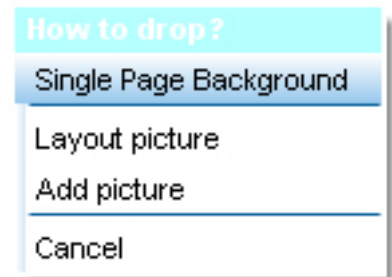 How to drop?
Single Page Background
Layout picture
Add picture
Cancel